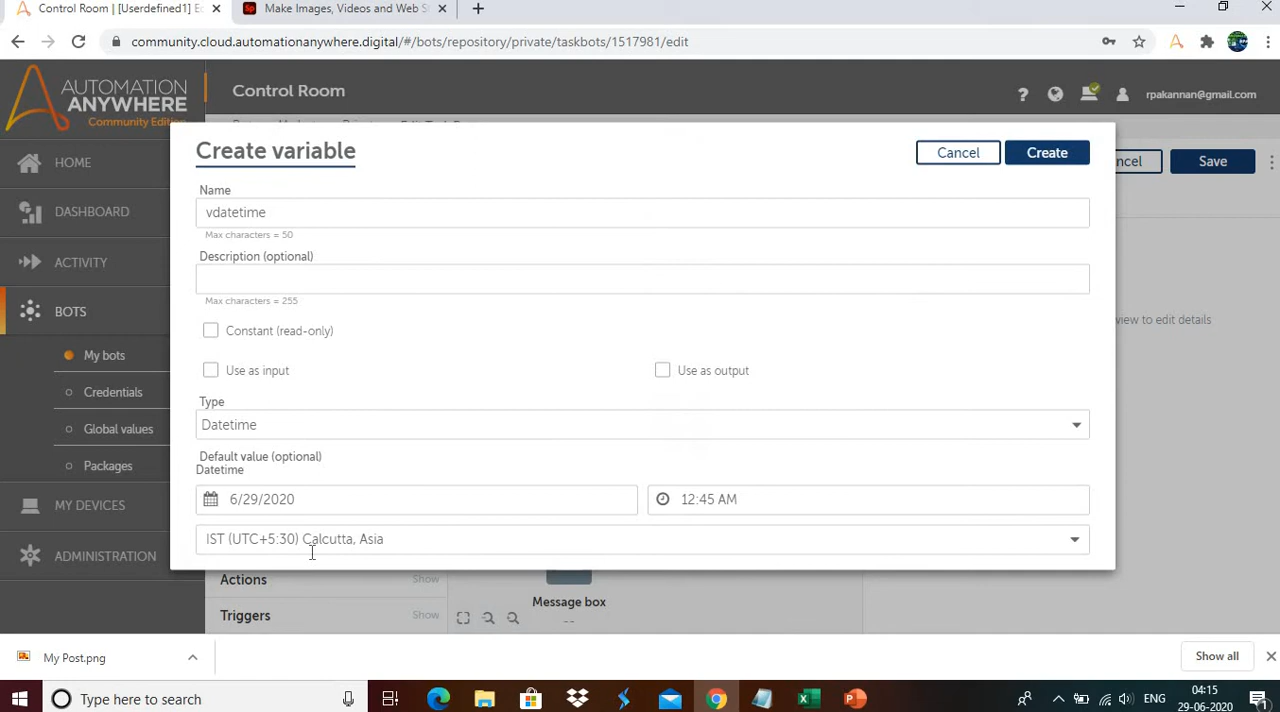 Control Room | [Userdefined1] Ed
Make Images, Videos and Web S
community.cloud.automationanywhere.digital/#/bots/repository/private/taskbots/1517981/edit
AUTOMATION
ANYWHERE
Community Edition
Control Room
rpakannan@gmail.com
HOME
DASHBOARD
ACTIVITY
BOTS
My bots
Credentials
Global values
Packages
MY DEVICES
ADMINISTRATION
Create variable
Cancel
Create
ncel
Save
Name
vdatetime
Max characters = 50
Description (optional)
Max characters = 255
Constant (read-only)
Use as input
Use as output
view to edit details
Type
Datetime
Default value (optional)
Datetime
6/29/2020
12:45 AM
IST (UTC+5:30) Calcutta, Asia
Actions
Show
Triggers
Show
Message box
--
My Post.png
Show all
Type here to search
ENG
04:15
29-06-2020